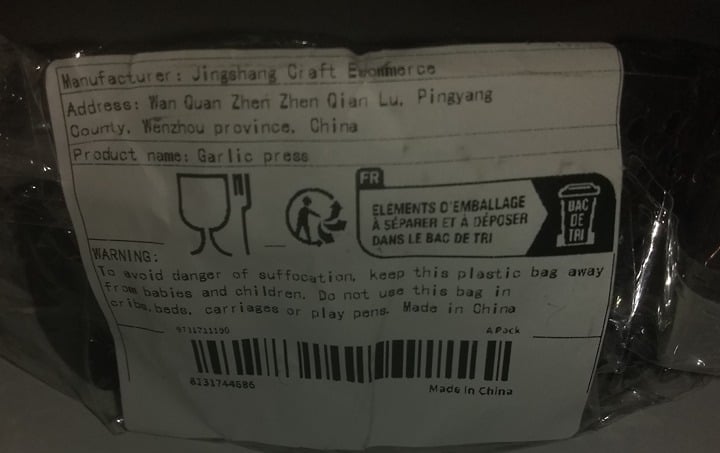 Manufacturer: Jingshang Craft Ecommerce
Address: Wan Quan Zhen Zhen Qian Lu, Pingyang
County, Wenzhou province, China
Product name: Garlic press
FR
ÉLÉMENTS D'EMBALLAGE
À SÉPARER ET À DÉPOSER
DANS LE BAC DE TRI
BAC
DE
TRI
WARNING:
To avoid danger of suffocation, keep this plastic bag away
from babies and children. Do not use this bag in
cribs, beds, carriages or play pens. Made in China
9731731190
A Pack
8131744686
Made In China